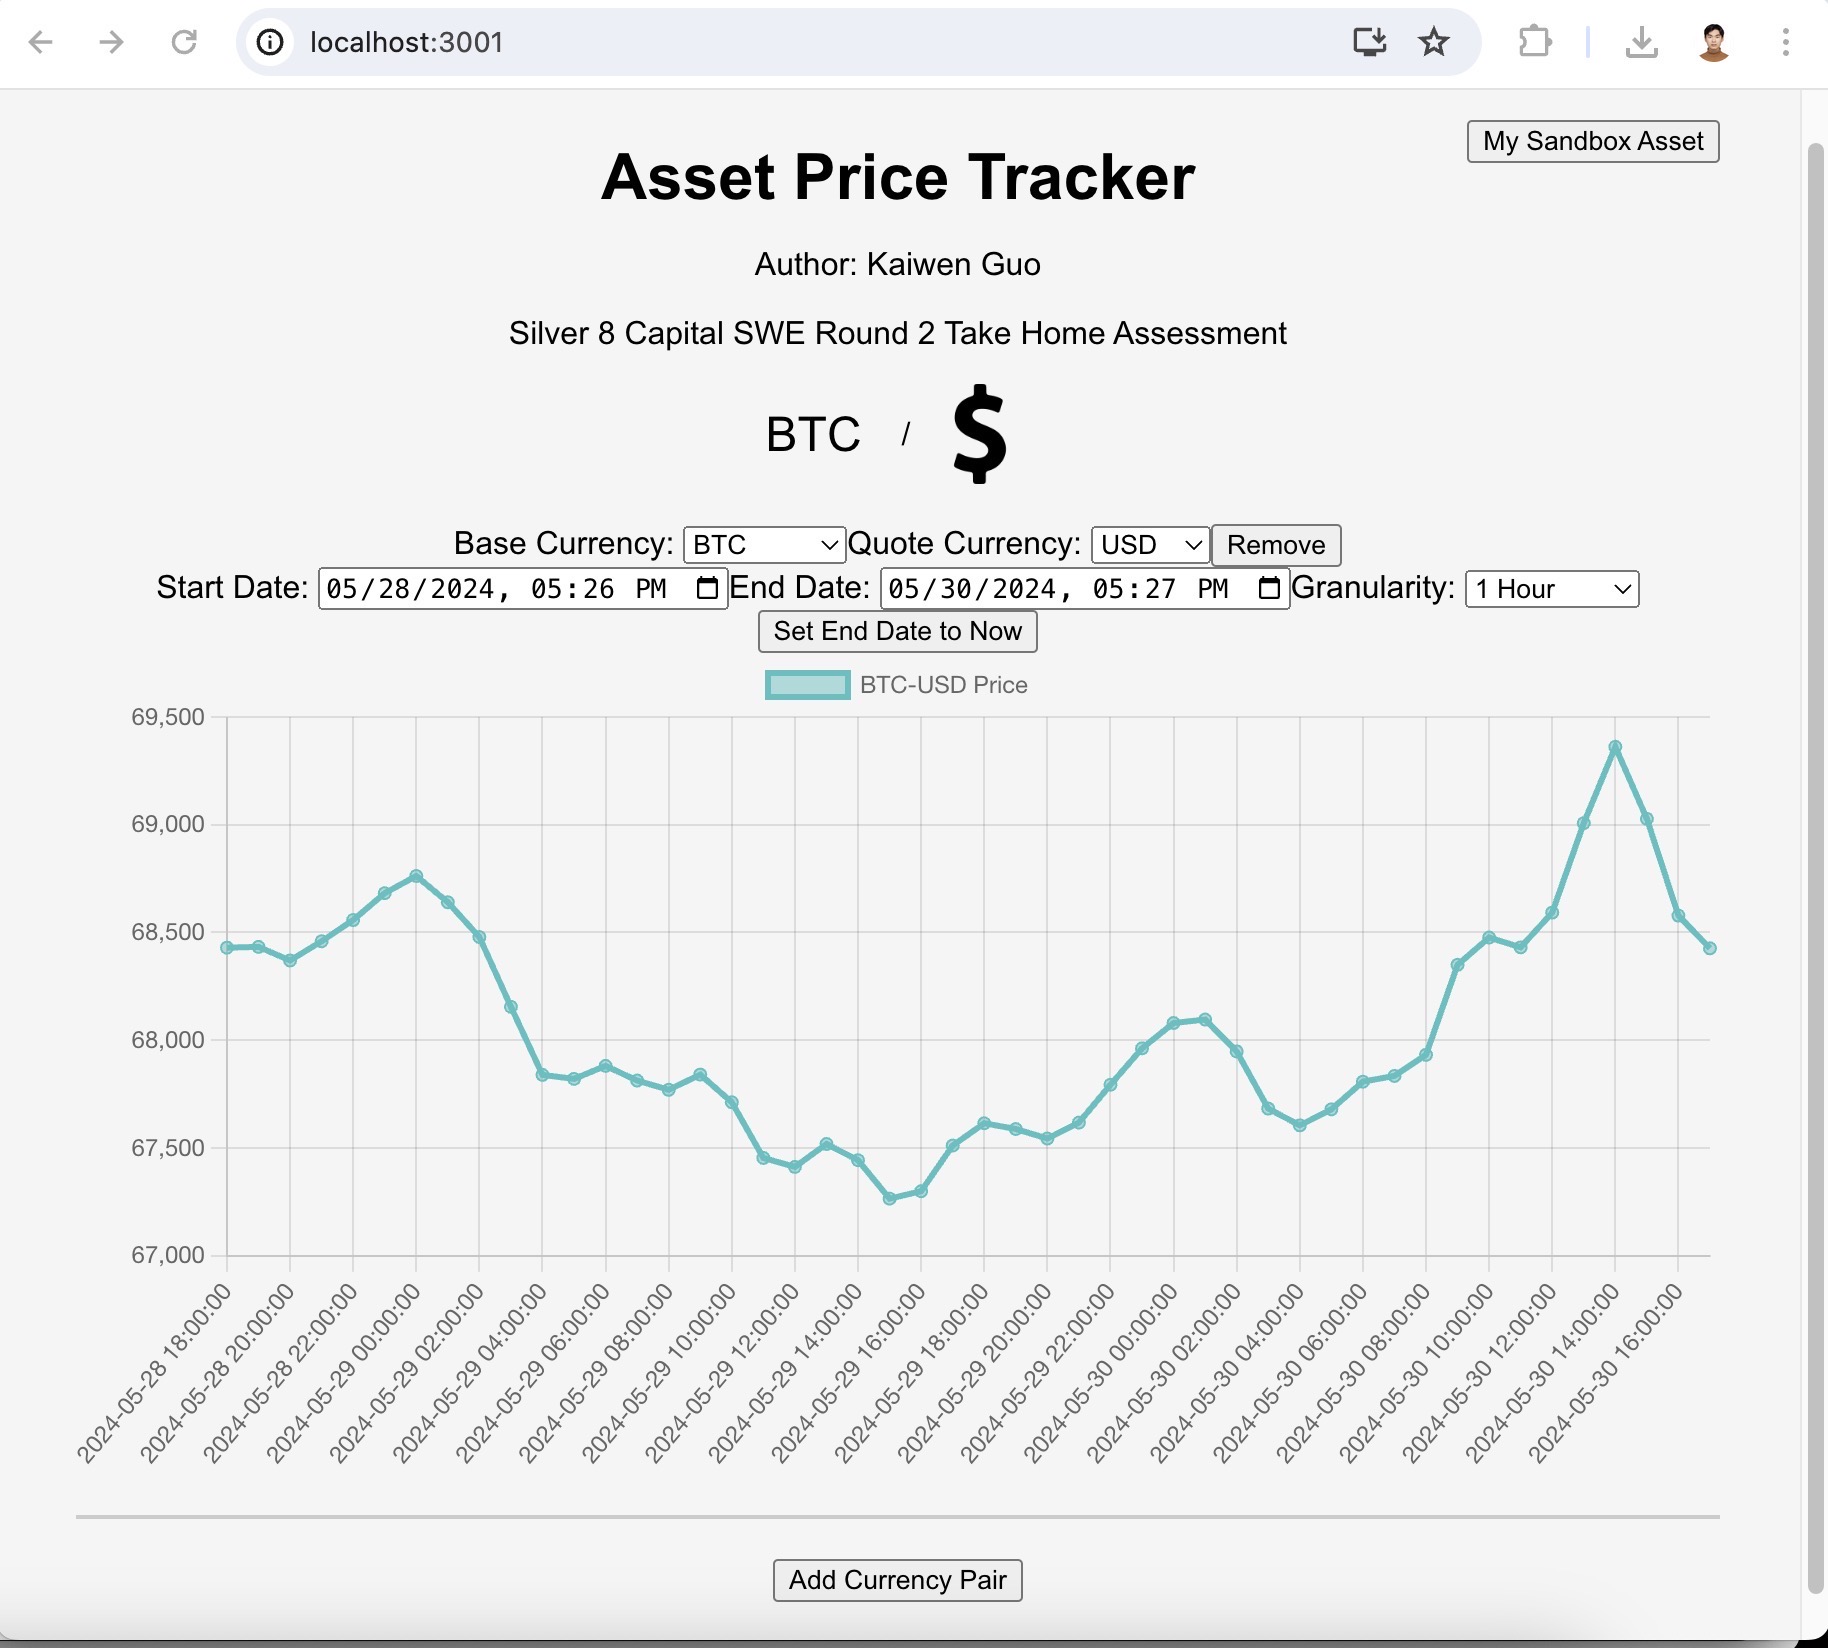 localhost:3001
My Sandbox Asset
Asset Price Tracker
Author: Kaiwen Guo
Silver 8 Capital SWE Round 2 Take Home Assessment
BTC / $
Base Currency: BTC Quote Currency: USD Remove
Start Date: 05/28/2024, 05:26 PM End Date: 05/30/2024, 05:27 PM Granularity: 1 Hour
Set End Date to Now
BTC-USD Price
69,500
69,000
68,500
68,000
67,500
67,000
2024-05-28 18:00:00
2024-05-28 20:00:00
2024-05-28 22:00:00
2024-05-29 00:00:00
2024-05-29 02:00:00
2024-05-29 04:00:00
2024-05-29 06:00:00
2024-05-29 08:00:00
2024-05-29 10:00:00
2024-05-29 12:00:00
2024-05-29 14:00:00
2024-05-29 16:00:00
2024-05-29 18:00:00
2024-05-29 20:00:00
2024-05-29 22:00:00
2024-05-30 00:00:00
2024-05-30 02:00:00
2024-05-30 04:00:00
2024-05-30 06:00:00
2024-05-30 08:00:00
2024-05-30 10:00:00
2024-05-30 12:00:00
2024-05-30 14:00:00
2024-05-30 16:00:00
Add Currency Pair